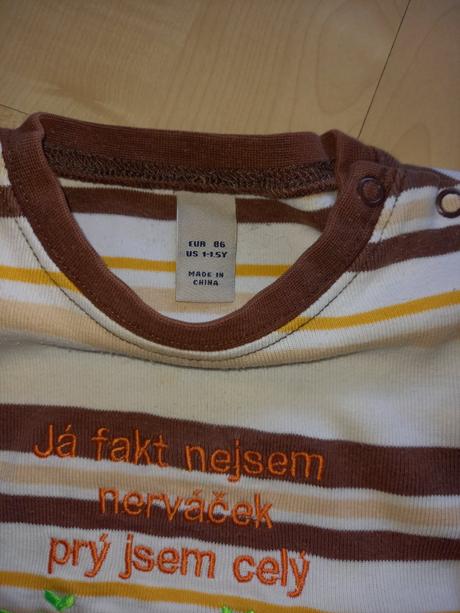 EUR 86
US 1-1.5Y
MADE IN
CHINA
Já fakt nejsem
nerváček
prý jsem celý